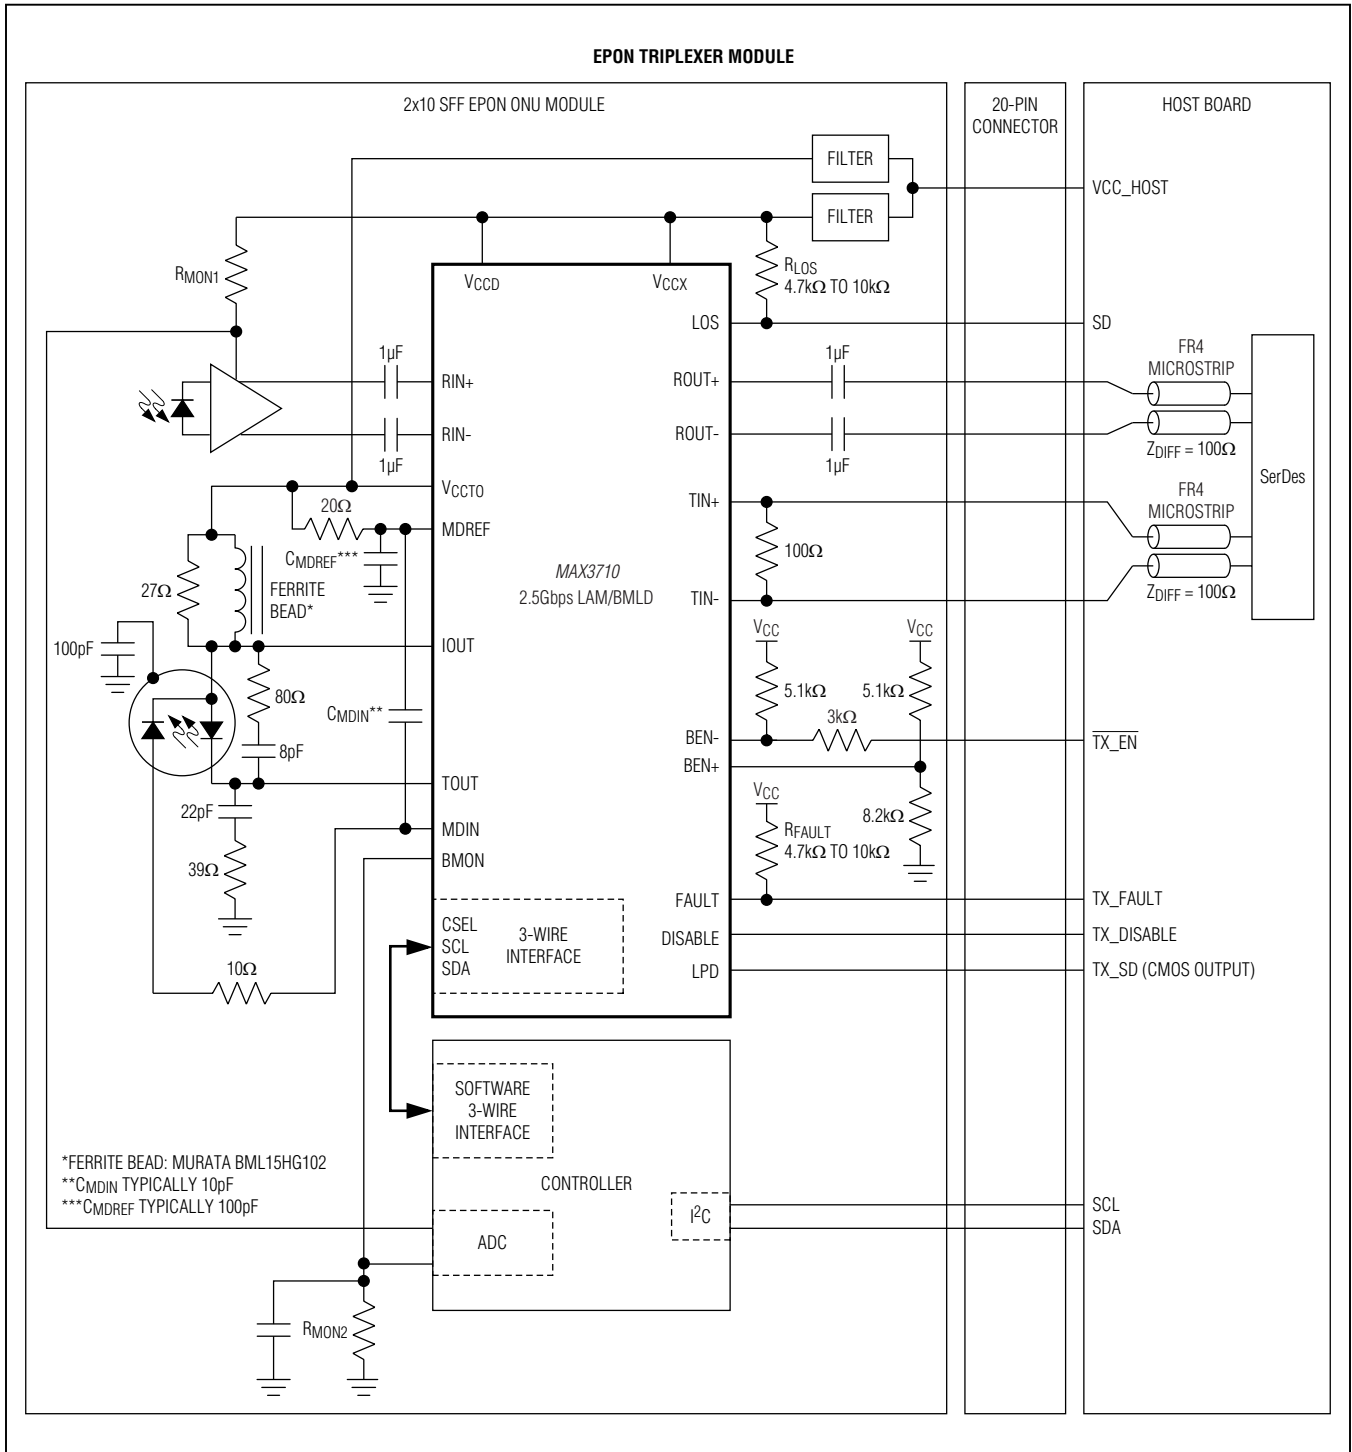 EPON TRIPLEXER MODULE
2x10 SFF EPON ONU MODULE
20-PIN
CONNECTOR
HOST BOARD
FILTER
FILTER
VCC_HOST
RMON1
VCCD
VCCX
RLOS
4.7kΩ TO 10kΩ
LOS
SD
1µF
RIN+
RIN-
1µF
ROUT+
ROUT-
1µF
1µF
FR4
MICROSTRIP
ZDIFF = 100Ω
SerDes
VCCTO
20Ω
MDREF
CMDREF***
TIN+
100Ω
TIN-
FR4
MICROSTRIP
ZDIFF = 100Ω
MAX3710
2.5Gbps LAM/BMLD
27Ω
FERRITE
BEAD*
100pF
IOUT
80Ω
8pF
CMDIN**
TOUT
22pF
39Ω
MDIN
BMON
VCC
5.1kΩ
VCC
5.1kΩ
3kΩ
BEN-
BEN+
TX_EN
8.2kΩ
VCC
RFAULT
4.7kΩ TO 10kΩ
FAULT
DISABLE
LPD
TX_FAULT
TX_DISABLE
TX_SD (CMOS OUTPUT)
CSEL
SCL
SDA
3-WIRE
INTERFACE
10Ω
SOFTWARE
3-WIRE
INTERFACE
CONTROLLER
*FERRITE BEAD: MURATA BML15HG102
**CMDIN TYPICALLY 10pF
***CMDREF TYPICALLY 100pF
ADC
I2C
SCL
SDA
RMON2